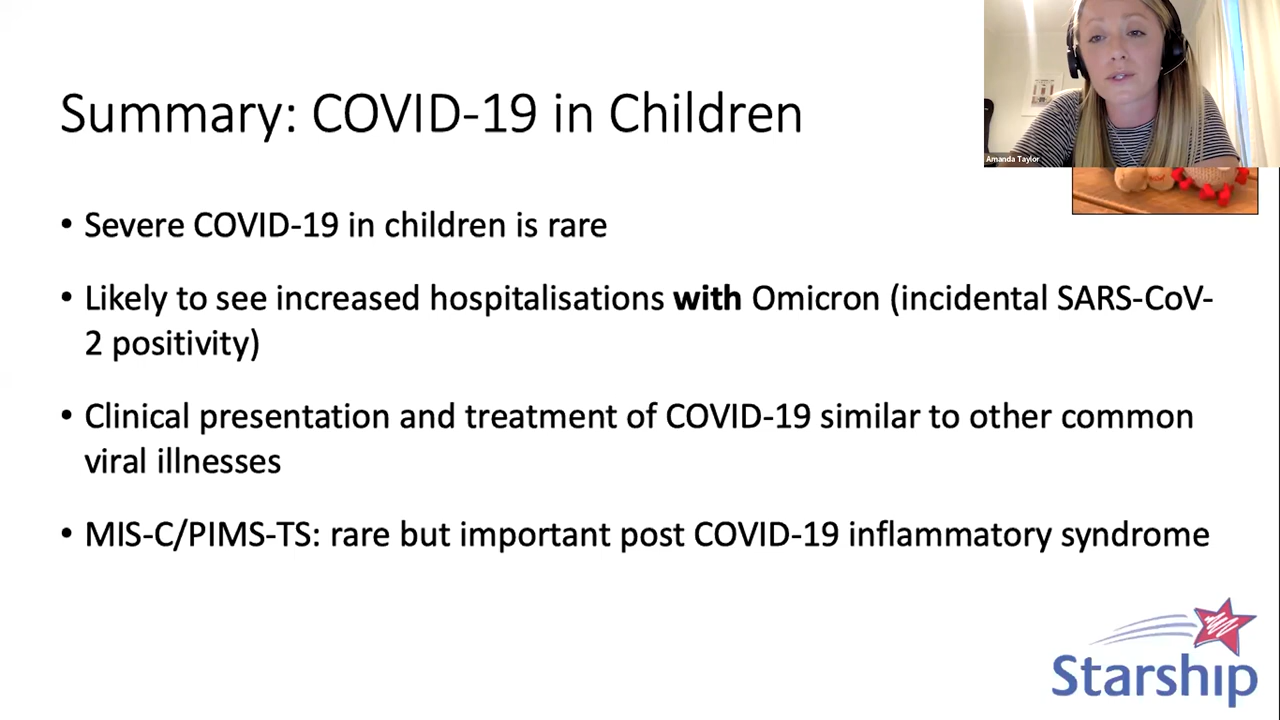 Summary: COVID-19 in Children
Amanda Taylor
• Severe COVID-19 in children is rare
• Likely to see increased hospitalisations with Omicron (incidental SARS-CoV-
2 positivity)
• Clinical presentation and treatment of COVID-19 similar to other common
viral illnesses
• MIS-C/PIMS-TS: rare but important post COVID-19 inflammatory syndrome
Starship